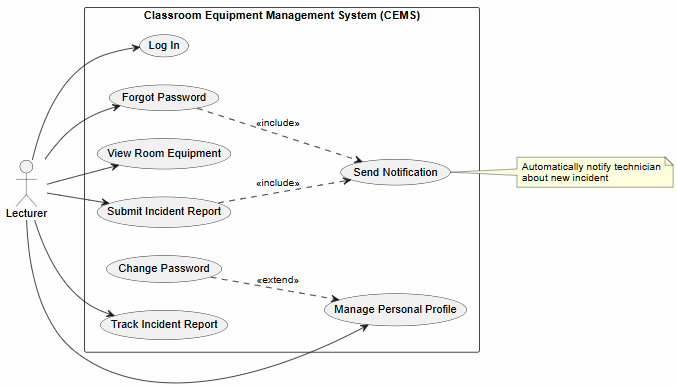 Classroom Equipment Management System (CEMS)
Log In
Forgot Password
«include»
View Room Equipment
Send Notification
Automatically notify technician
about new incident
«include»
Lecturer
Submit Incident Report
Change Password
«extend»
Manage Personal Profile
Track Incident Report